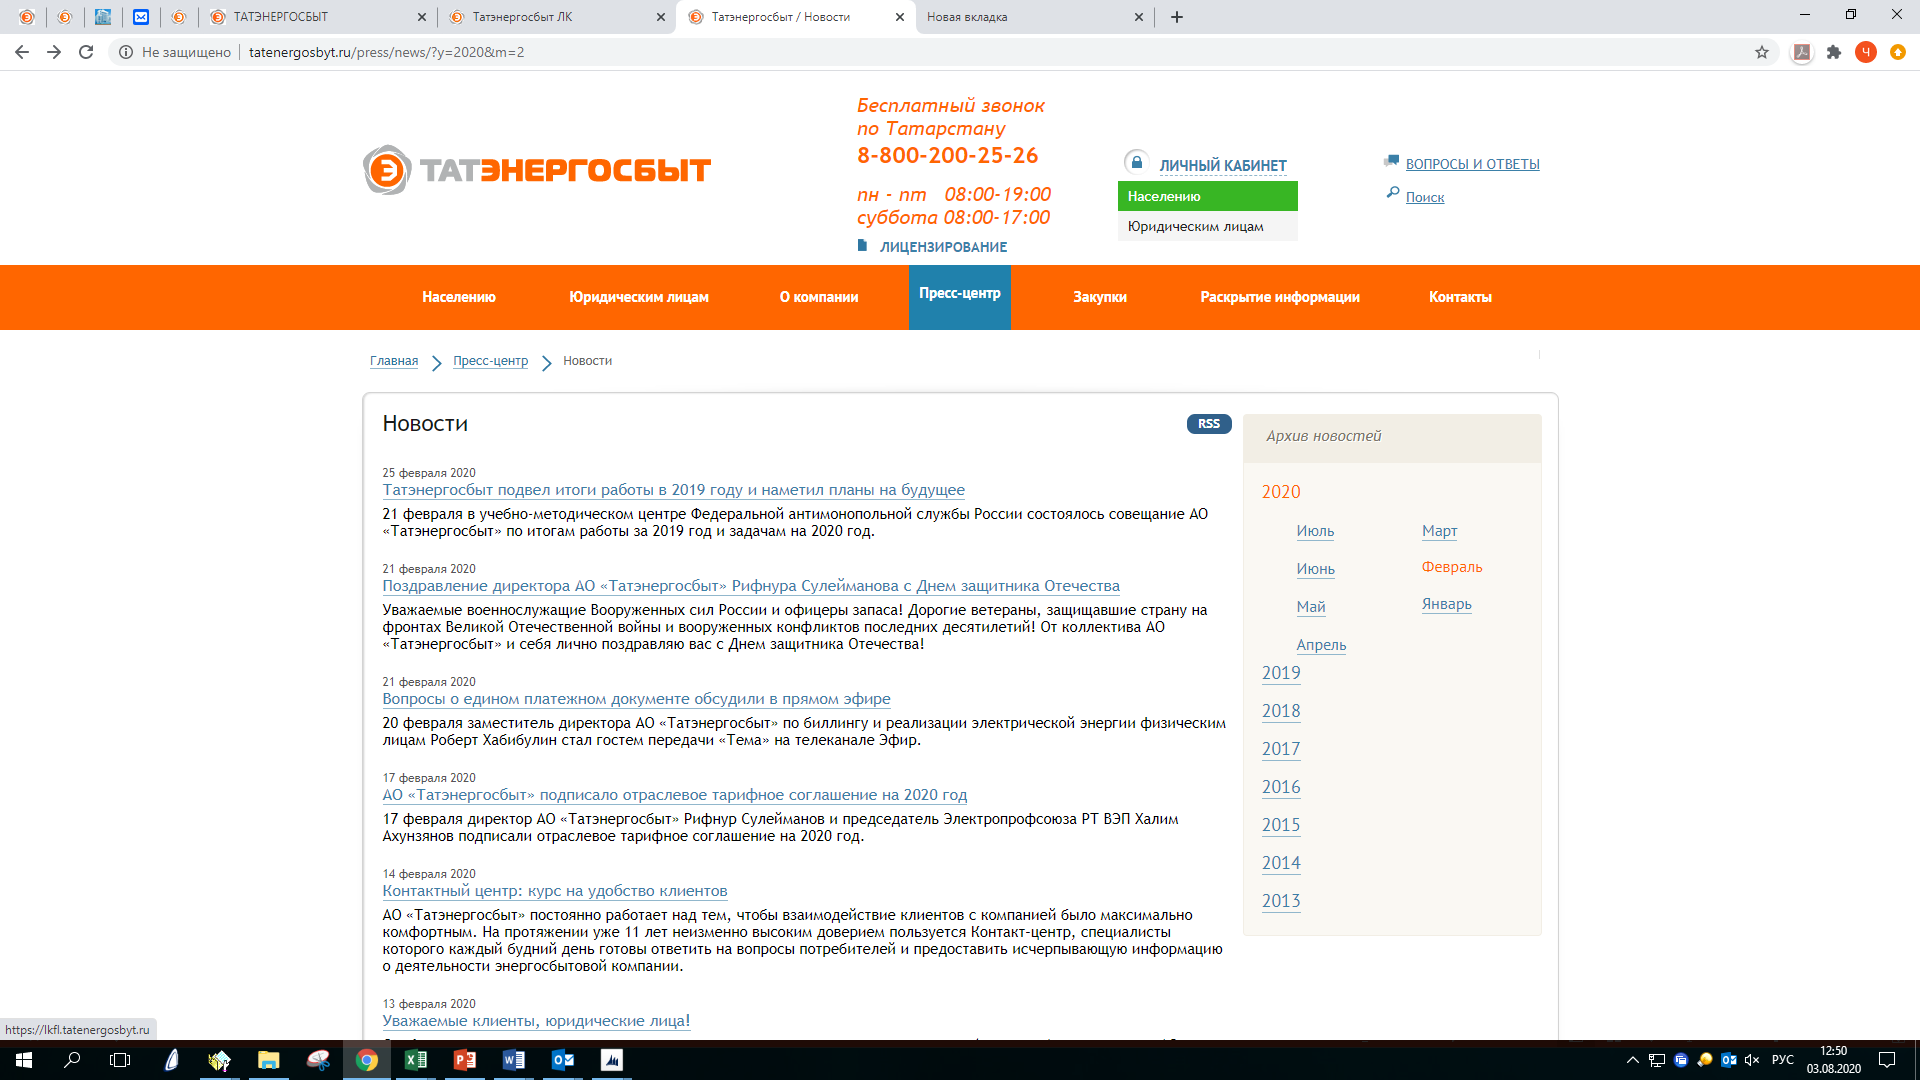 ТАТЭНЕРГОСБЫТ
Татэнергосбыт ЛК
Татэнергосбыт / Новости
Новая вкладка
Не защищено
tatenergosbyt.ru/press/news/?y=2020&m=2
Ч
ТАТЭНЕРГОСБЫТ
Бесплатный звонок
по Татарстану
8-800-200-25-26
пн - пт 08:00-19:00
суббота 08:00-17:00
ЛИЦЕНЗИРОВАНИЕ
ЛИЧНЫЙ КАБИНЕТ
Населению
Юридическим лицам
ВОПРОСЫ И ОТВЕТЫ
Поиск
Населению
Юридическим лицам
О компании
Пресс-центр
Закупки
Раскрытие информации
Контакты
Главная
Пресс-центр
Новости
Новости
RSS
25 февраля 2020
Татэнергосбыт подвел итоги работы в 2019 году и наметил планы на будущее
21 февраля в учебно-методическом центре Федеральной антимонопольной службы России состоялось совещание АО
«Татэнергосбыт» по итогам работы за 2019 год и задачам на 2020 год.
21 февраля 2020
Поздравление директора АО «Татэнергосбыт» Рифнура Сулейманова с Днем защитника Отечества
Уважаемые военнослужащие Вооруженных сил России и офицеры запаса! Дорогие ветераны, защищавшие страну на
фронтах Великой Отечественной войны и вооруженных конфликтов последних десятилетий! От коллектива АО
«Татэнергосбыт» и себя лично поздравляю вас с Днем защитника Отечества!
21 февраля 2020
Вопросы о едином платежном документе обсудили в прямом эфире
20 февраля заместитель директора АО «Татэнергосбыт» по биллингу и реализации электрической энергии физическим
лицам Роберт Хабибулин стал гостем передачи «Тема» на телеканале Эфир.
17 февраля 2020
АО «Татэнергосбыт» подписало отраслевое тарифное соглашение на 2020 год
17 февраля директор АО «Татэнергосбыт» Рифнур Сулейманов и председатель Электропрофсоюза РТ ВЭП Халим
Ахунзянов подписали отраслевое тарифное соглашение на 2020 год.
14 февраля 2020
Контактный центр: курс на удобство клиентов
АО «Татэнергосбыт» постоянно работает над тем, чтобы взаимодействие клиентов с компанией было максимально
комфортным. На протяжении уже 11 лет неизменно высоким доверием пользуется Контакт-центр, специалисты
которого каждый будний день готовы ответить на вопросы потребителей и предоставить исчерпывающую информацию
о деятельности энергосбытовой компании.
13 февраля 2020
Уважаемые клиенты, юридические лица!
Архив новостей
2020
Июль
Март
Июнь
Февраль
Май
Январь
Апрель
2019
2018
2017
2016
2015
2014
2013
https://lkfl.tatenergosbyt.ru
РУС
12:50
03.08.2020